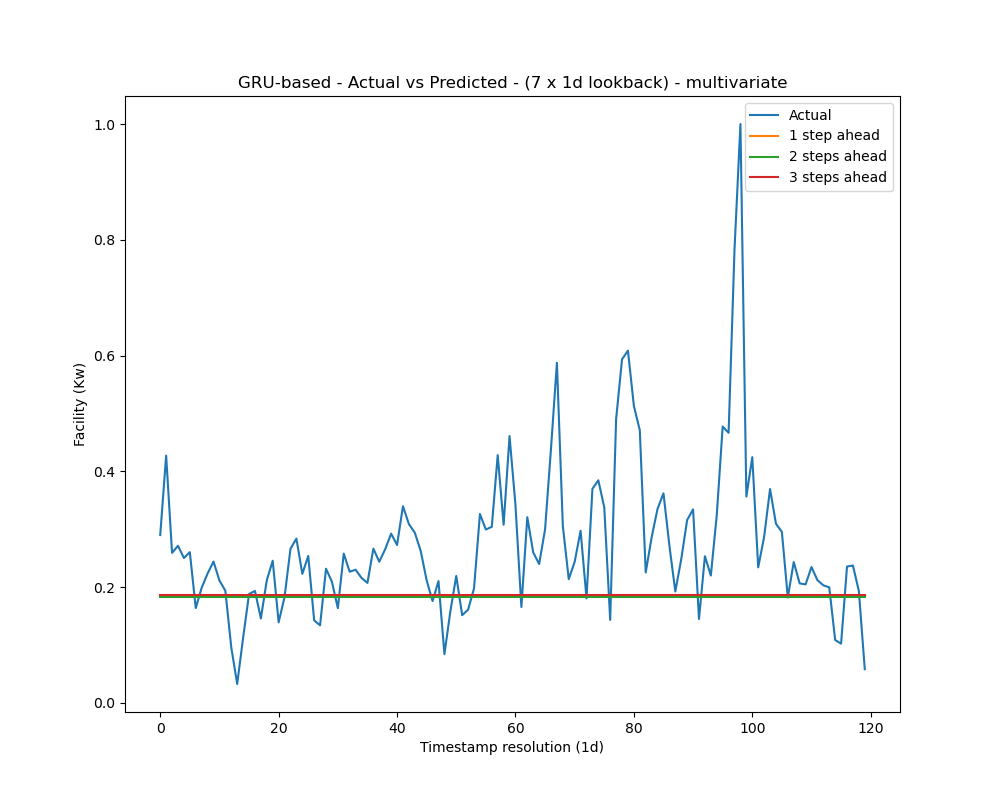 GRU-based - Actual vs Predicted - (7 x 1d lookback) - multivariate
Actual
1 step ahead
2 steps ahead
3 steps ahead
1.0
0.8
0.6
0.4
0.2
0.0
Facility (Kw)
0 20 40 60 80 100 120
Timestamp resolution (1d)